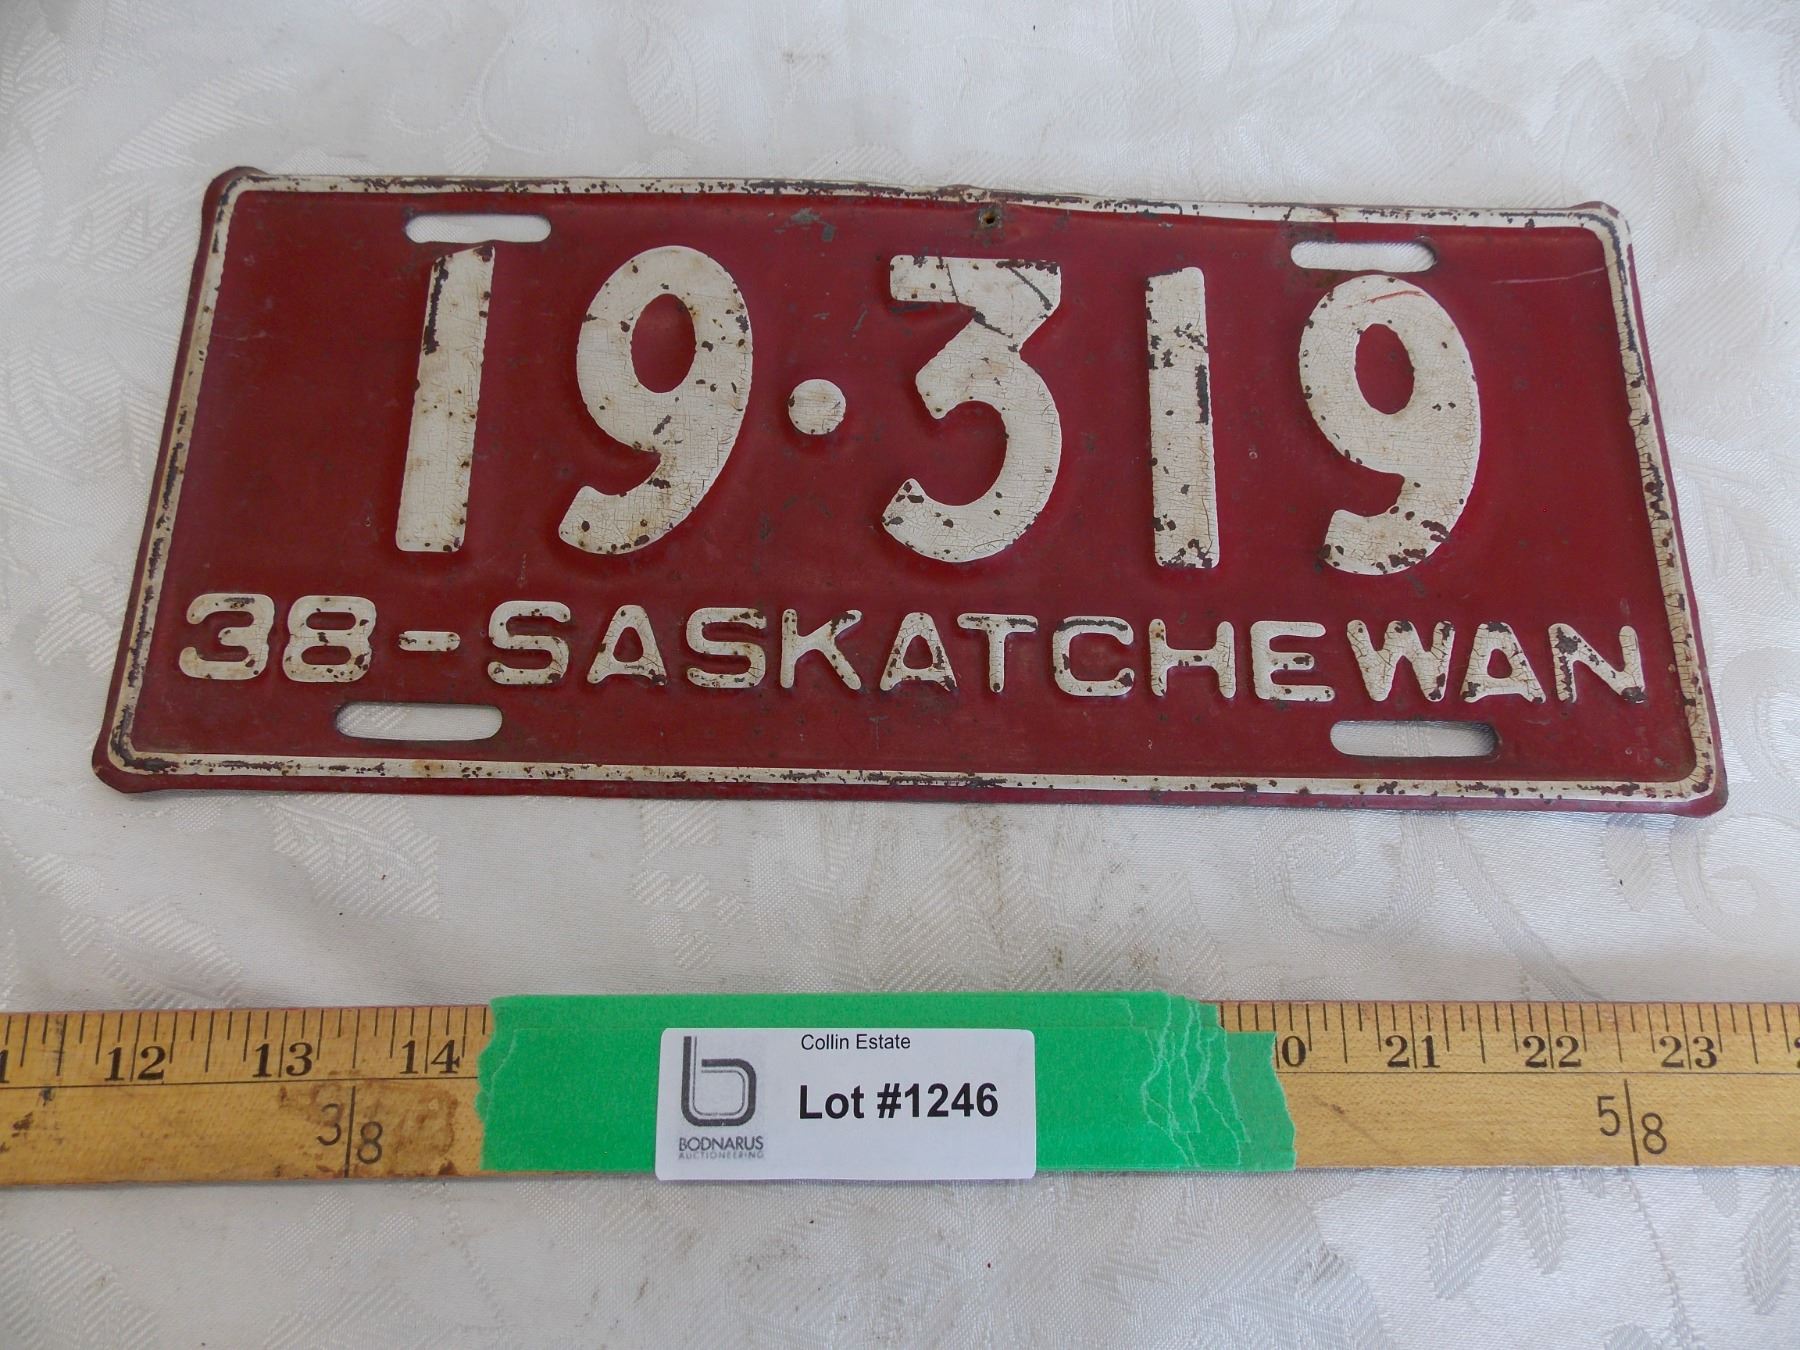 19·319
38-SASKATCHEWAN
12 13 14 21 22 23
3/8 5/8
Collin Estate
Lot #1246
b
BODNARUS
AUCTIONEERING